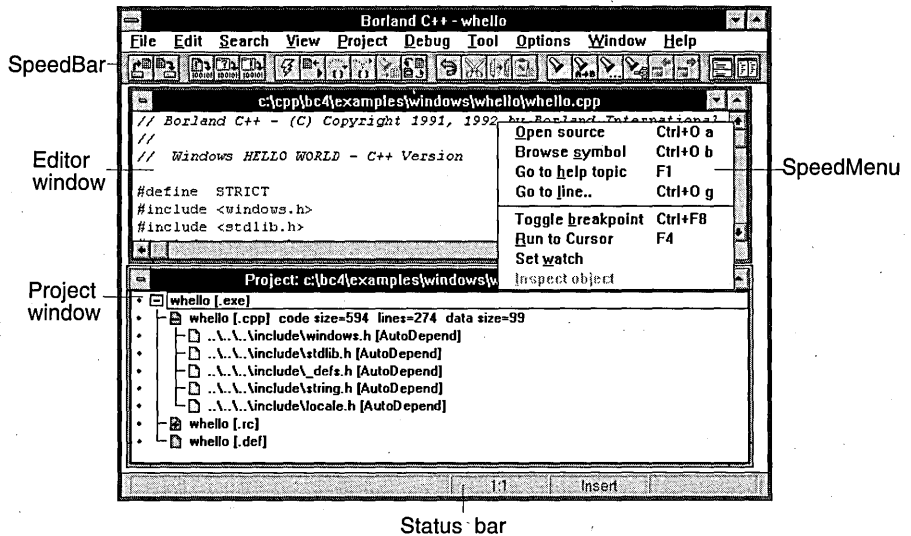 Borland C++ - whello
File Edit Search View Project Debug Tool Options Window Help
SpeedBar
c:\cpp\bc4\examples\windows\whello\whello.cpp
// Borland C++ - (C) Copyright 1991, 1992 by Borland International
//
// Windows HELLO WORLD - C++ Version
#define STRICT
#include <windows.h>
#include <stdlib.h>
Editor
window
Open source Ctrl+O a
Browse symbol Ctrl+O b
Go to help topic F1
Go to line.. Ctrl+O g
Toggle breakpoint Ctrl+F8
Run to Cursor F4
Set watch
Inspect object
SpeedMenu
Project: c:\bc4\examples\windows\w
Project
window
whello [.exe]
whello [.cpp] code size=594 lines=274 data size=99
..\..\..\include\windows.h [AutoDepend]
..\..\..\include\stdlib.h [AutoDepend]
..\..\..\include\_defs.h [AutoDepend]
..\..\..\include\string.h [AutoDepend]
..\..\..\include\locale.h [AutoDepend]
whello [.rc]
whello [.def]
1:1 Insert
Status bar